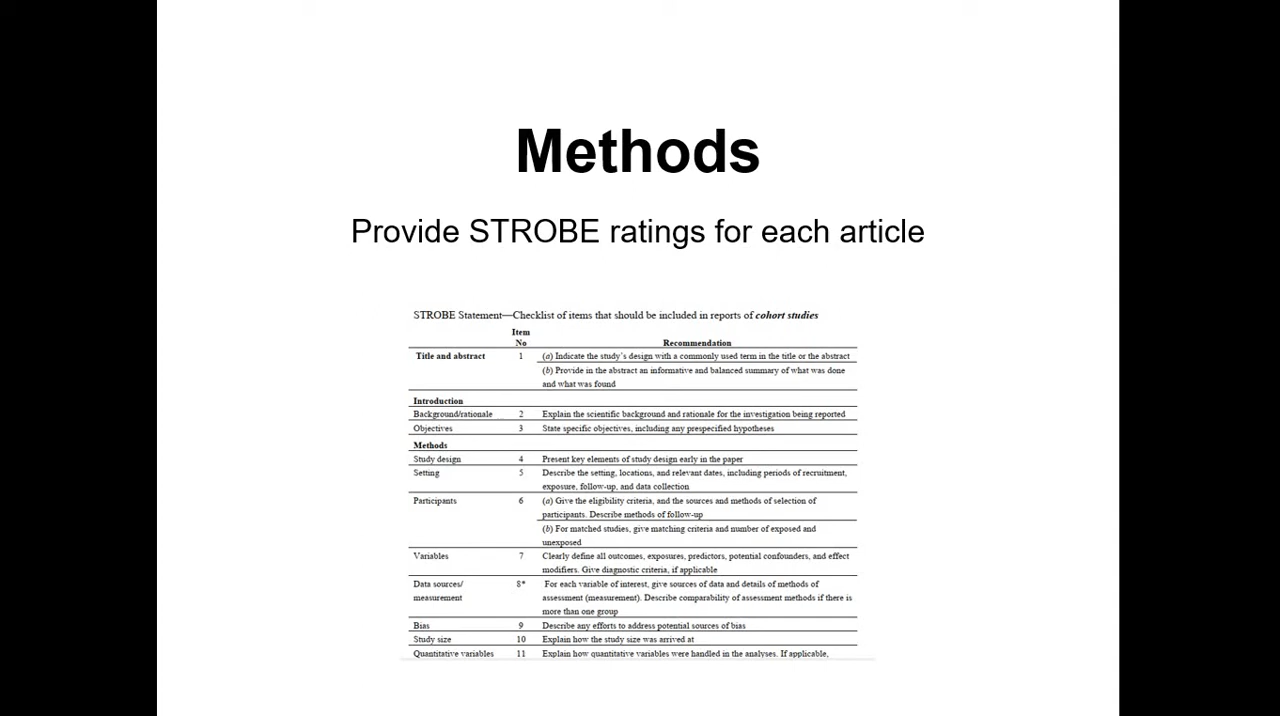 Methods
Provide STROBE ratings for each article
STROBE Statement—Checklist of items that should be included in reports of cohort studies
Item
No Recommendation
Title and abstract 1 (a) Indicate the study's design with a commonly used term in the title or the abstract
(b) Provide in the abstract an informative and balanced summary of what was done
and what was found
Introduction
Background/rationale 2 Explain the scientific background and rationale for the investigation being reported
Objectives 3 State specific objectives, including any prespecified hypotheses
Methods
Study design 4 Present key elements of study design early in the paper
Setting 5 Describe the setting, locations, and relevant dates, including periods of recruitment,
exposure, follow-up, and data collection
Participants 6 (a) Give the eligibility criteria, and the sources and methods of selection of
participants. Describe methods of follow-up
(b) For matched studies, give matching criteria and number of exposed and
unexposed
Variables 7 Clearly define all outcomes, exposures, predictors, potential confounders, and effect
modifiers. Give diagnostic criteria, if applicable
Data sources/ 8* For each variable of interest, give sources of data and details of methods of
measurement assessment (measurement). Describe comparability of assessment methods if there is
more than one group
Bias 9 Describe any efforts to address potential sources of bias
Study size 10 Explain how the study size was arrived at
Quantitative variables 11 Explain how quantitative variables were handled in the analyses. If applicable,